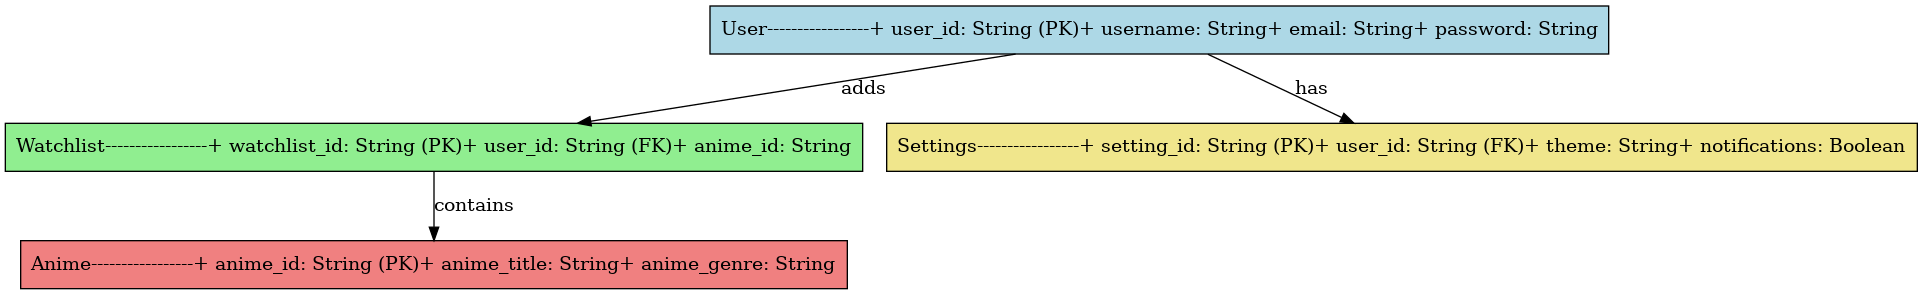 User-----------------+ user_id: String (PK)+ username: String+ email: String+ password: String
adds
has
Watchlist-----------------+ watchlist_id: String (PK)+ user_id: String (FK)+ anime_id: String
Settings-----------------+ setting_id: String (PK)+ user_id: String (FK)+ theme: String+ notifications: Boolean
contains
Anime-----------------+ anime_id: String (PK)+ anime_title: String+ anime_genre: String